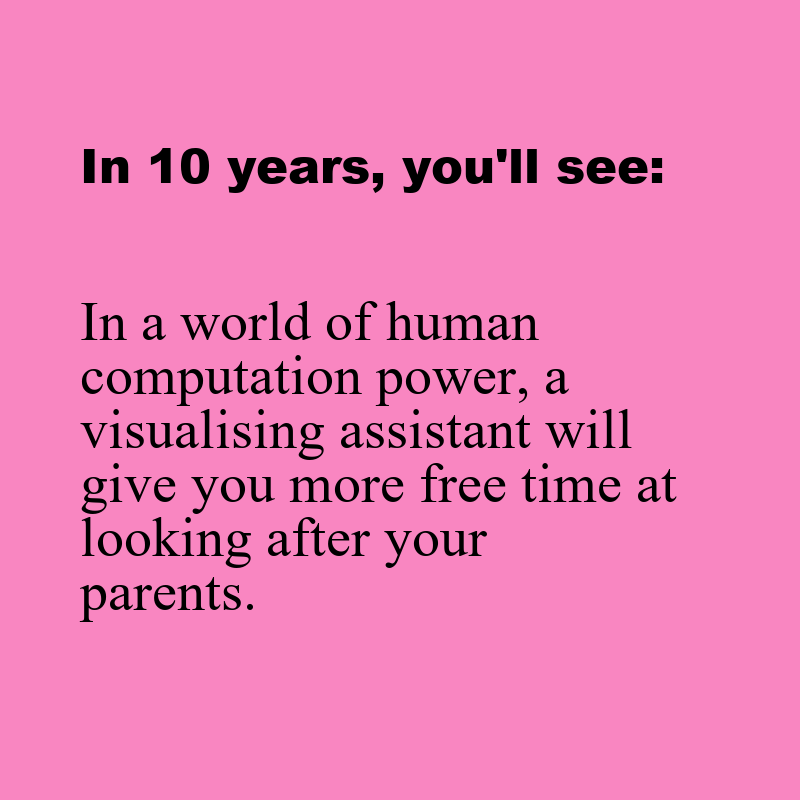 In 10 years, you'll see:
In a world of human
computation power, a
visualising assistant will
give you more free time at
looking after your
parents.